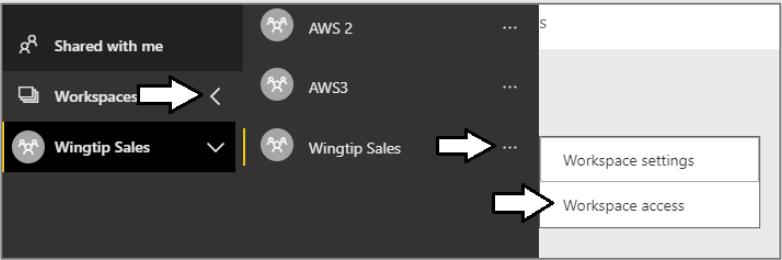 Shared with me
Workspaces
Wingtip Sales
AWS 2
AWS3
Wingtip Sales
s
Workspace settings
Workspace access